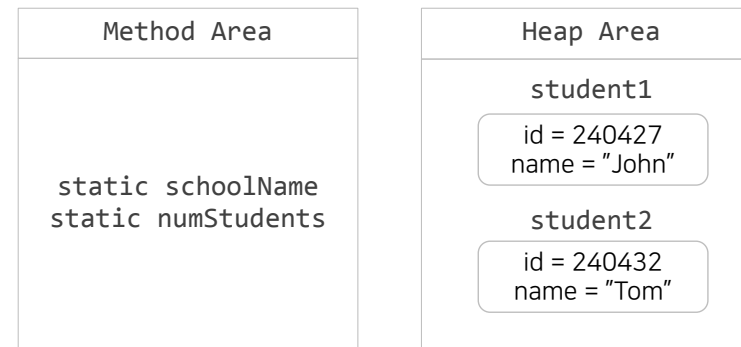 Method Area
static schoolName
static numStudents
Heap Area
student1
id = 240427
name = "John"
student2
id = 240432
name = "Tom"